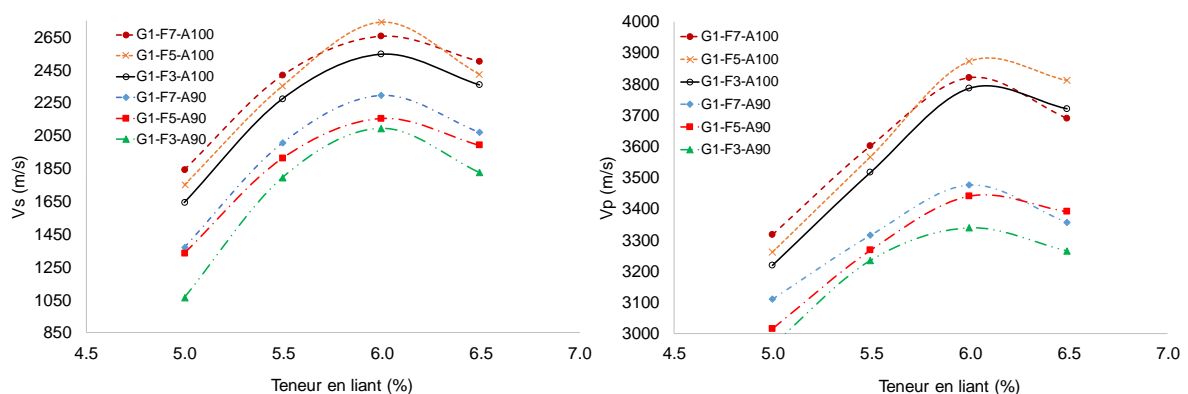 2650
2450
2250
2050
1850
1650
1450
1250
1050
850
Vs (m/s)
G1-F7-A100
G1-F5-A100
G1-F3-A100
G1-F7-A90
G1-F5-A90
G1-F3-A90
4.5 5.0 5.5 6.0 6.5 7.0
Teneur en liant (%)
4000
3900
3800
3700
3600
3500
3400
3300
3200
3100
3000
Vp (m/s)
G1-F7-A100
G1-F5-A100
G1-F3-A100
G1-F7-A90
G1-F5-A90
G1-F3-A90
4.5 5.0 5.5 6.0 6.5 7.0
Teneur en liant (%)